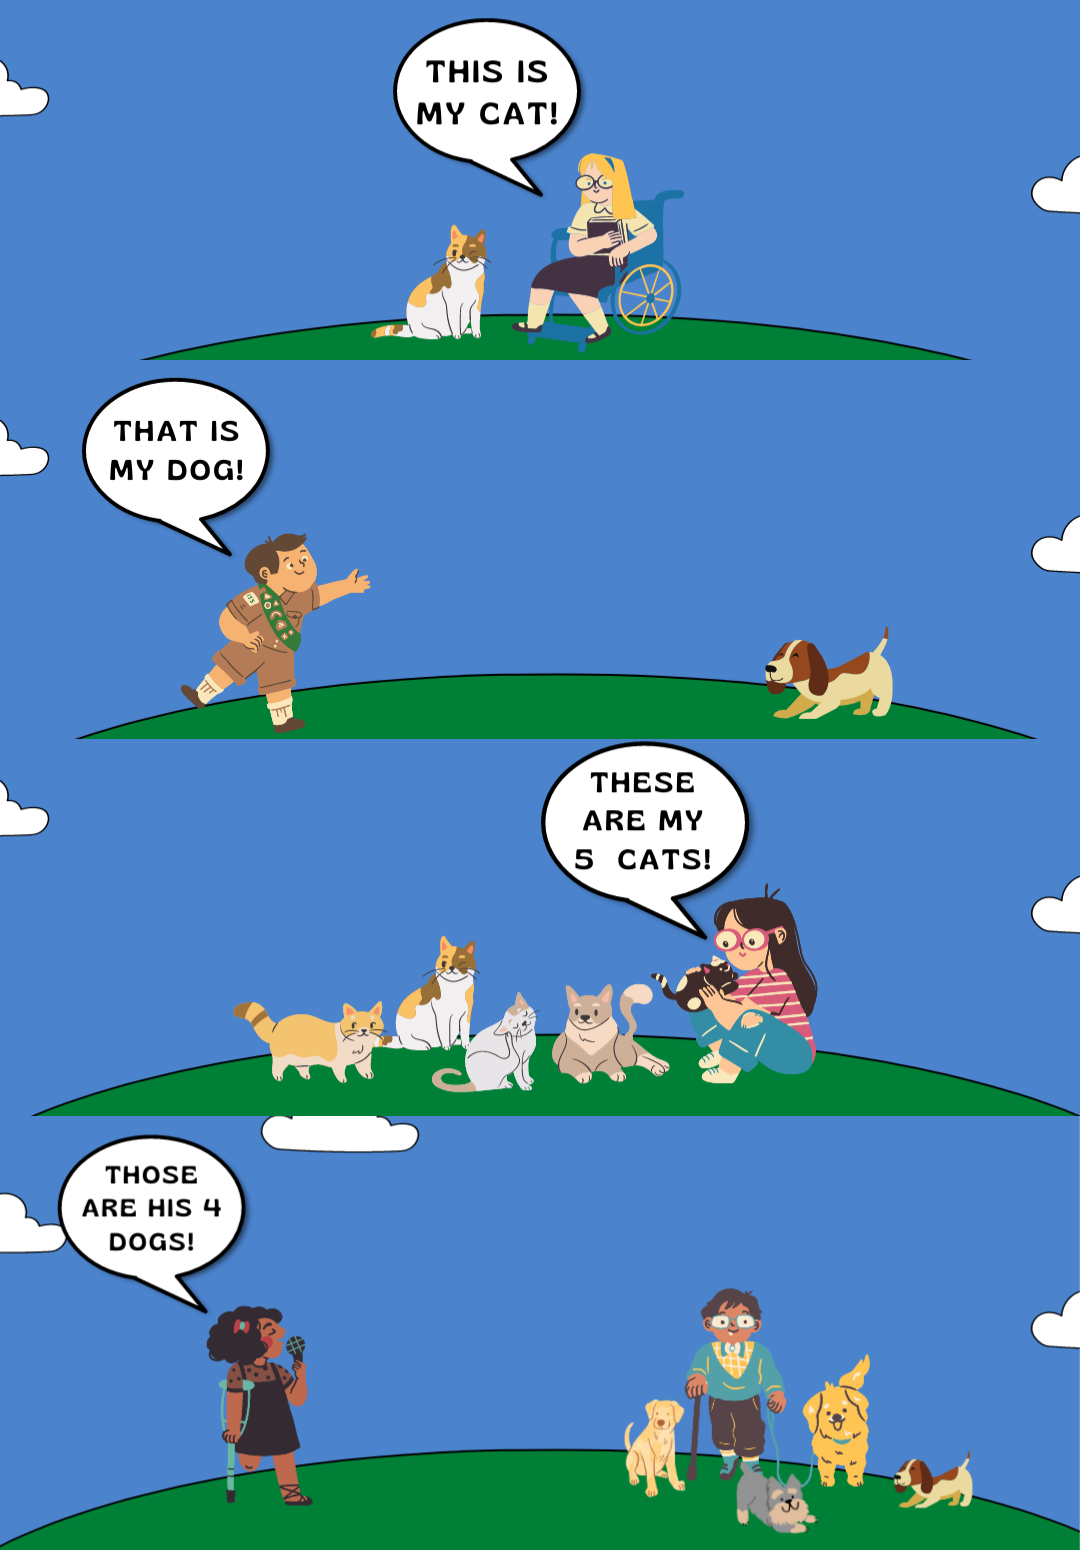 THIS IS
MY CAT!
THAT IS
MY DOG!
THESE
ARE MY
5 CATS!
THOSE
ARE HIS 4
DOGS!